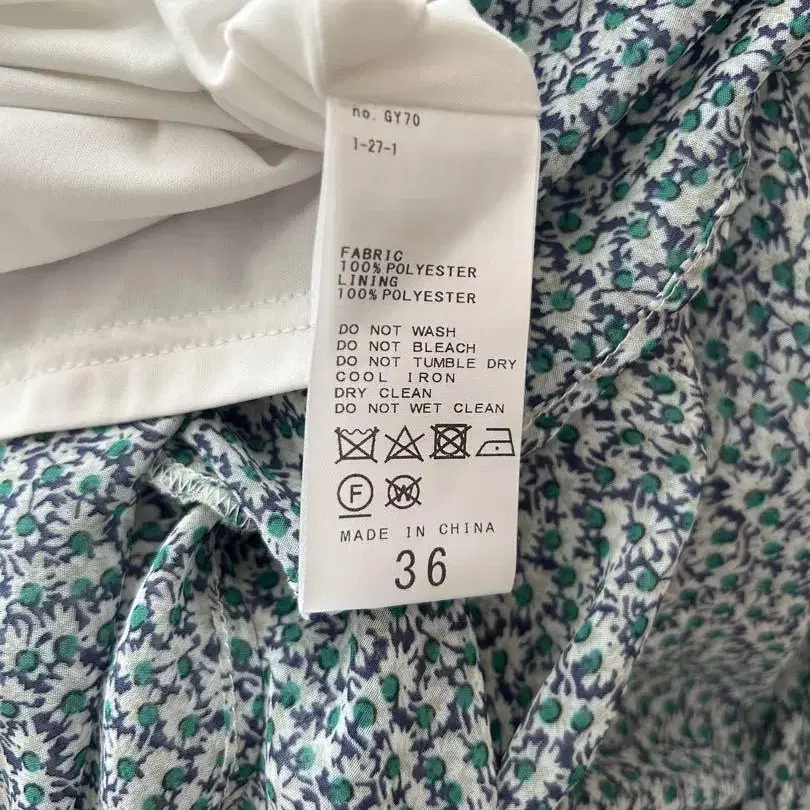 no. GY70
1-27-1
FABRIC
100% POLYESTER
LINING
100% POLYESTER
DO NOT WASH
DO NOT BLEACH
DO NOT TUMBLE DRY
COOL IRON
DRY CLEAN
DO NOT WET CLEAN
F W
MADE IN CHINA
36